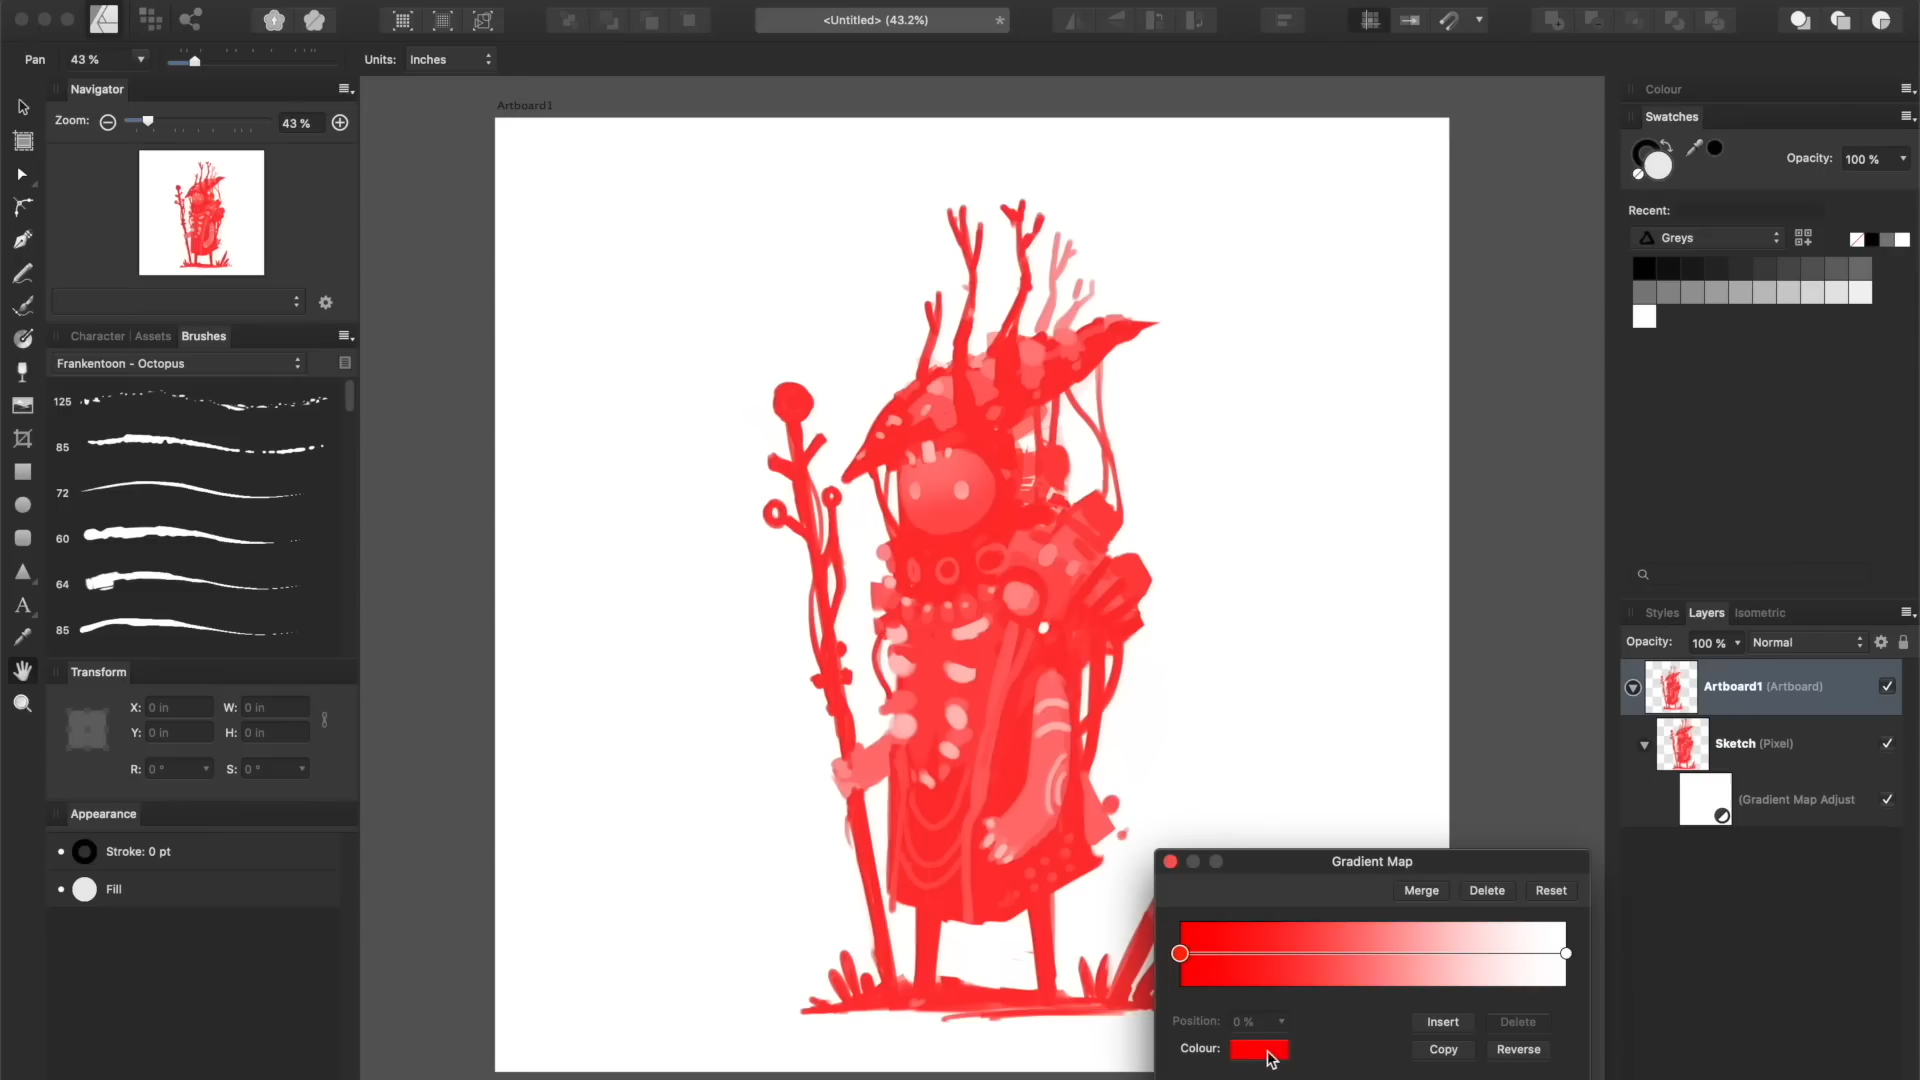 <Untitled> (43.2%)
*
Pan
43 %
Units:
Inches
Navigator
Zoom:
43 %
Character
Assets
Brushes
Frankentoon - Octopus
125
85
72
60
64
85
Transform
X: 0 in
W: 0 in
Y: 0 in
H: 0 in
R: 0 °
S: 0 °
Appearance
Stroke: 0 pt
Fill
Artboard1
Gradient Map
Merge
Delete
Reset
Position: 0 %
Insert
Delete
Colour:
Copy
Reverse
Colour
Swatches
Opacity: 100 %
Recent:
Greys
Styles
Layers
Isometric
Opacity: 100 %
Normal
Artboard1 (Artboard)
Sketch (Pixel)
(Gradient Map Adjust